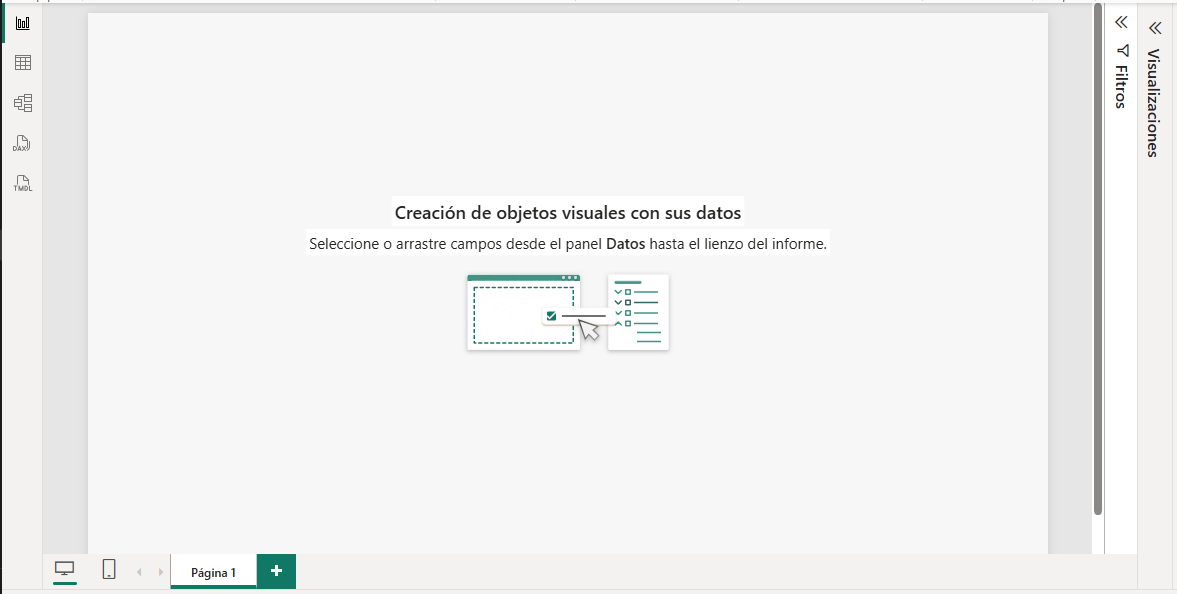 DAX
TMDL
Creación de objetos visuales con sus datos
Seleccione o arrastre campos desde el panel Datos hasta el lienzo del informe.
Filtros
Visualizaciones
Página 1